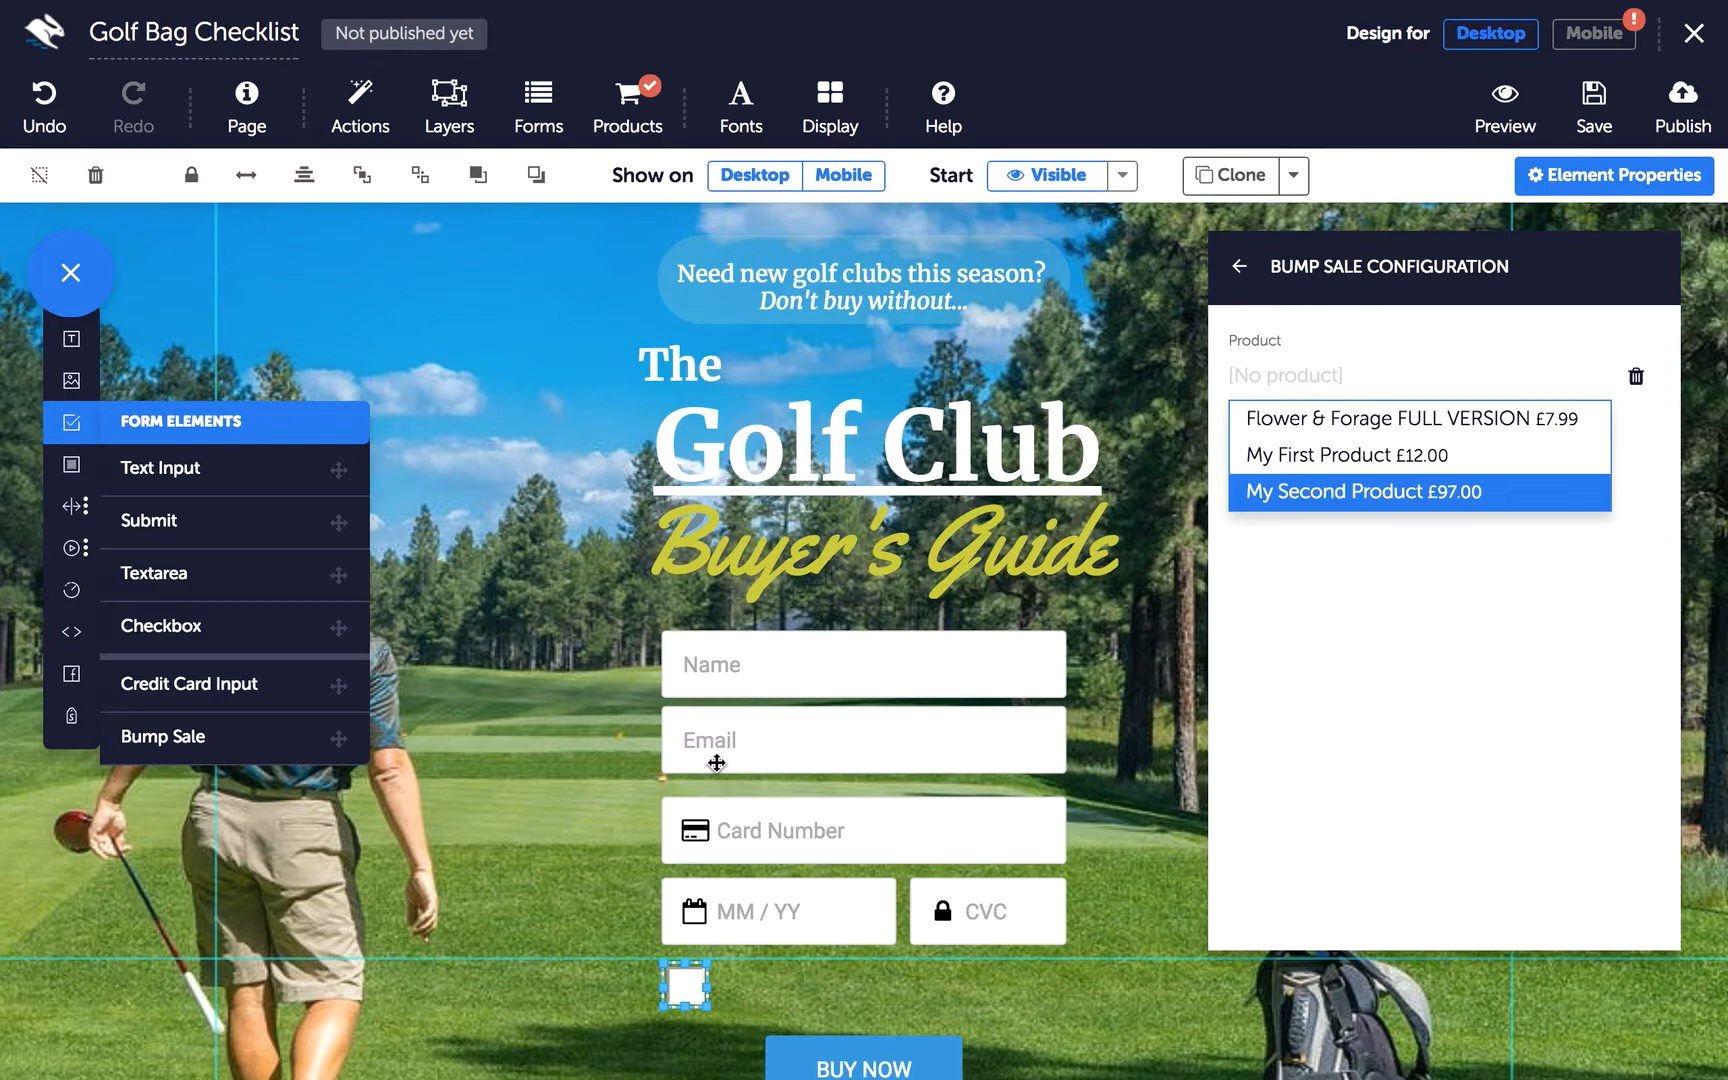 Golf Bag Checklist
Not published yet
Design for
Desktop
Mobile
!
Undo
Redo
Page
Actions
Layers
Forms
Products
Fonts
Display
Help
Preview
Save
Publish
Show on
Desktop
Mobile
Start
Visible
Clone
Element Properties
Need new golf clubs this season?
Don't buy without...
The
Golf Club
Buyer's Guide
FORM ELEMENTS
Text Input
Submit
Textarea
Checkbox
Credit Card Input
Bump Sale
Name
Email
Card Number
MM / YY
CVC
BUY NOW
BUMP SALE CONFIGURATION
Product
[No product]
Flower & Forage FULL VERSION £7.99
My First Product £12.00
My Second Product £97.00